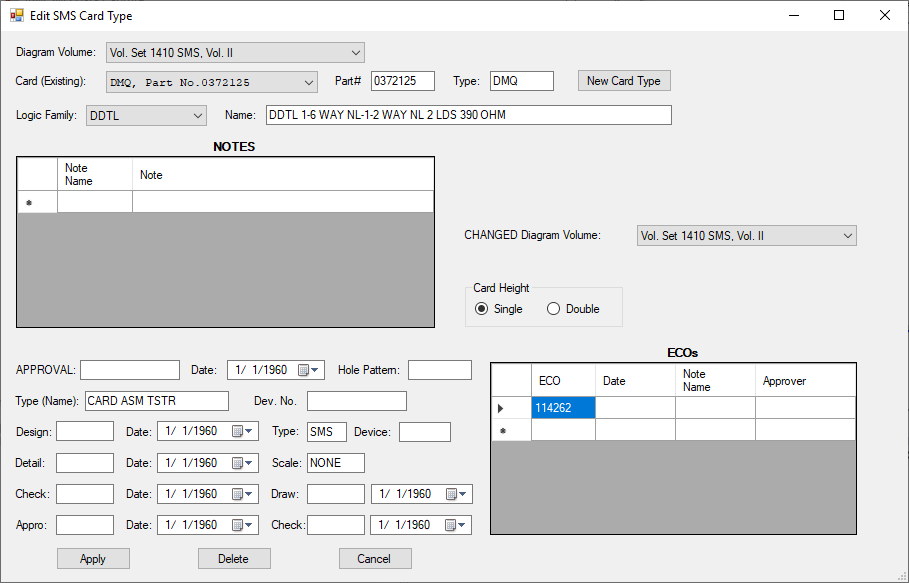 Edit SMS Card Type
Diagram Volume: Vol. Set 1410 SMS, Vol. II
Card (Existing): DMQ, Part No.0372125 Part# 0372125 Type: DMQ New Card Type
Logic Family: DDTL Name: DDTL 1-6 WAY NL-1-2 WAY NL 2 LDS 390 OHM
NOTES
Note Name Note
*
CHANGED Diagram Volume: Vol. Set 1410 SMS, Vol. II
Card Height
Single Double
ECOs
APPROVAL: Date: 1/ 1/1960 Hole Pattern:
ECO Date Note Name Approver
Type (Name): CARD ASM TSTR Dev. No.
114262
Design: Date: 1/ 1/1960 Type: SMS Device:
*
Detail: Date: 1/ 1/1960 Scale: NONE
Check: Date: 1/ 1/1960 Draw: 1/ 1/1960
Appro: Date: 1/ 1/1960 Check: 1/ 1/1960
Apply Delete Cancel